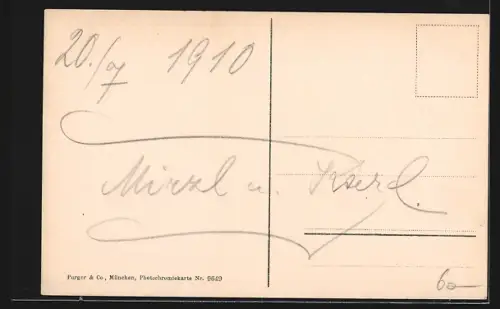 20./7 1910
Mirzl u.
Purger & Co., München, Photochromiekarte Nr. 9649
60